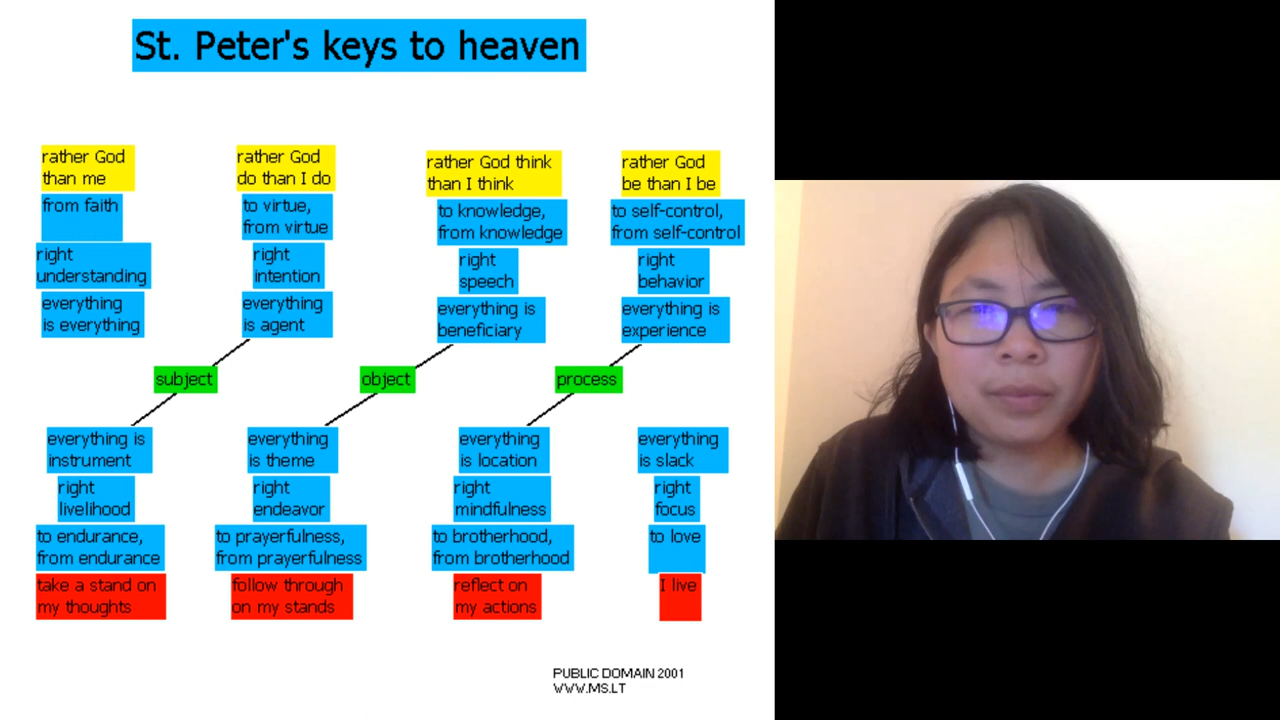 St. Peter's keys to heaven
rather God
than me
from faith
right
understanding
everything
is everything
rather God
do than I do
to virtue,
from virtue
right
intention
everything
is agent
rather God think
than I think
to knowledge,
from knowledge
right
speech
everything is
beneficiary
rather God
be than I be
to self-control,
from self-control
right
behavior
everything is
experience
subject
object
process
everything is
instrument
right
livelihood
to endurance,
from endurance
take a stand on
my thoughts
everything
is theme
right
endeavor
to prayerfulness,
from prayerfulness
follow through
on my stands
everything
is location
right
mindfulness
to brotherhood,
from brotherhood
reflect on
my actions
everything
is slack
right
focus
to love
I live
PUBLIC DOMAIN 2001
WWW.MS.LT